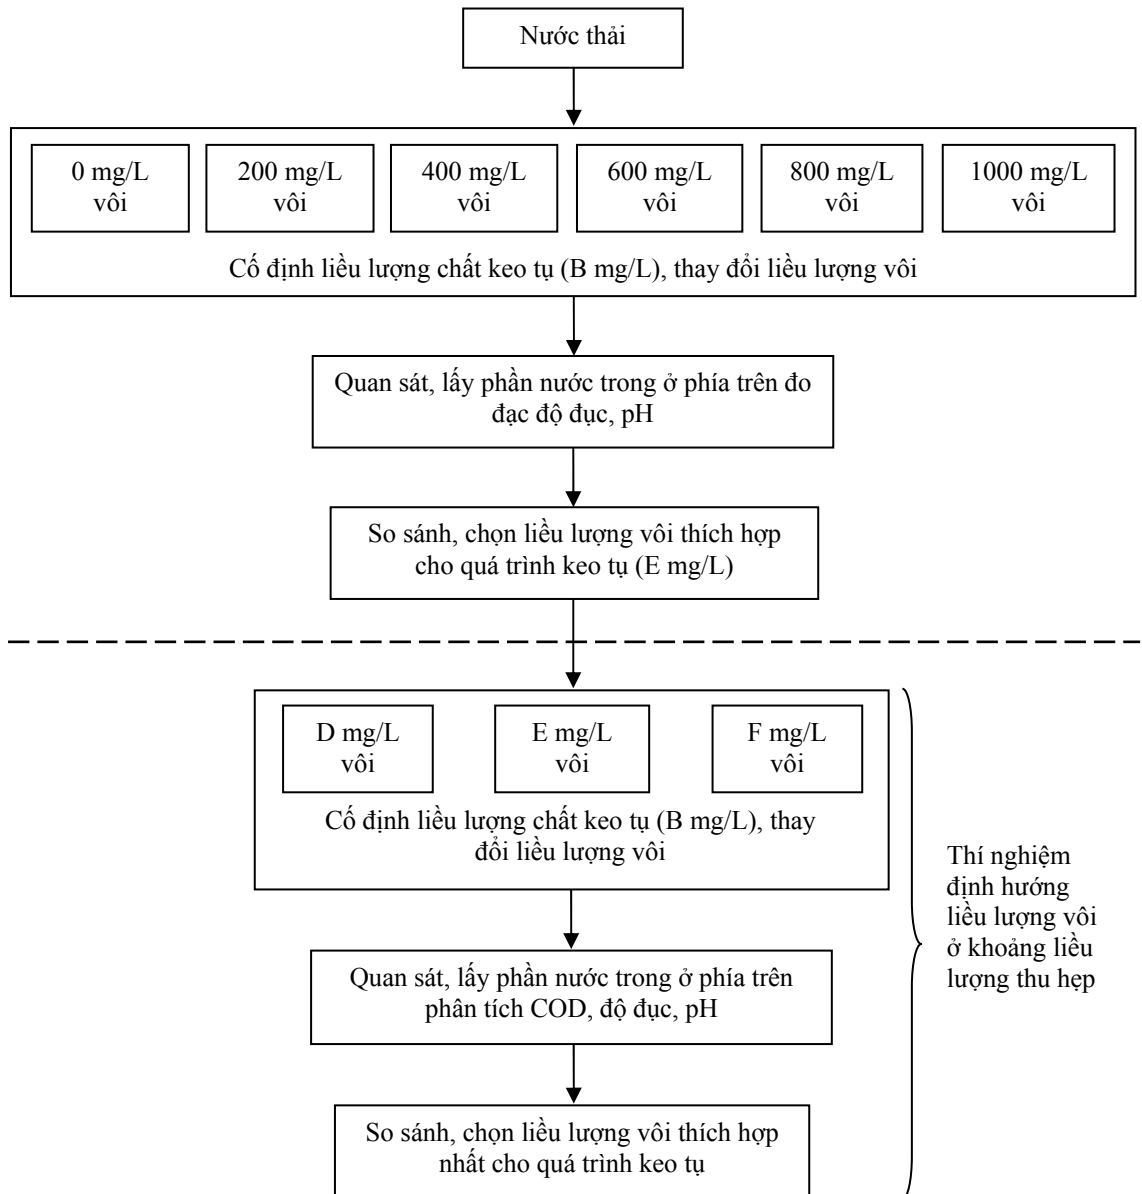 Nước thải
0 mg/L
vôi
200 mg/L
vôi
400 mg/L
vôi
600 mg/L
vôi
800 mg/L
vôi
1000 mg/L
vôi
Cố định liều lượng chất keo tụ (B mg/L), thay đổi liều lượng vôi
Quan sát, lấy phần nước trong ở phía trên đo
đạc độ đục, pH
So sánh, chọn liều lượng vôi thích hợp
cho quá trình keo tụ (E mg/L)
D mg/L
vôi
E mg/L
vôi
F mg/L
vôi
Cố định liều lượng chất keo tụ (B mg/L), thay
đổi liều lượng vôi
Thí nghiệm
định hướng
liều lượng vôi
ở khoảng liều
lượng thu hẹp
Quan sát, lấy phần nước trong ở phía trên
phân tích COD, độ đục, pH
So sánh, chọn liều lượng vôi thích hợp
nhất cho quá trình keo tụ